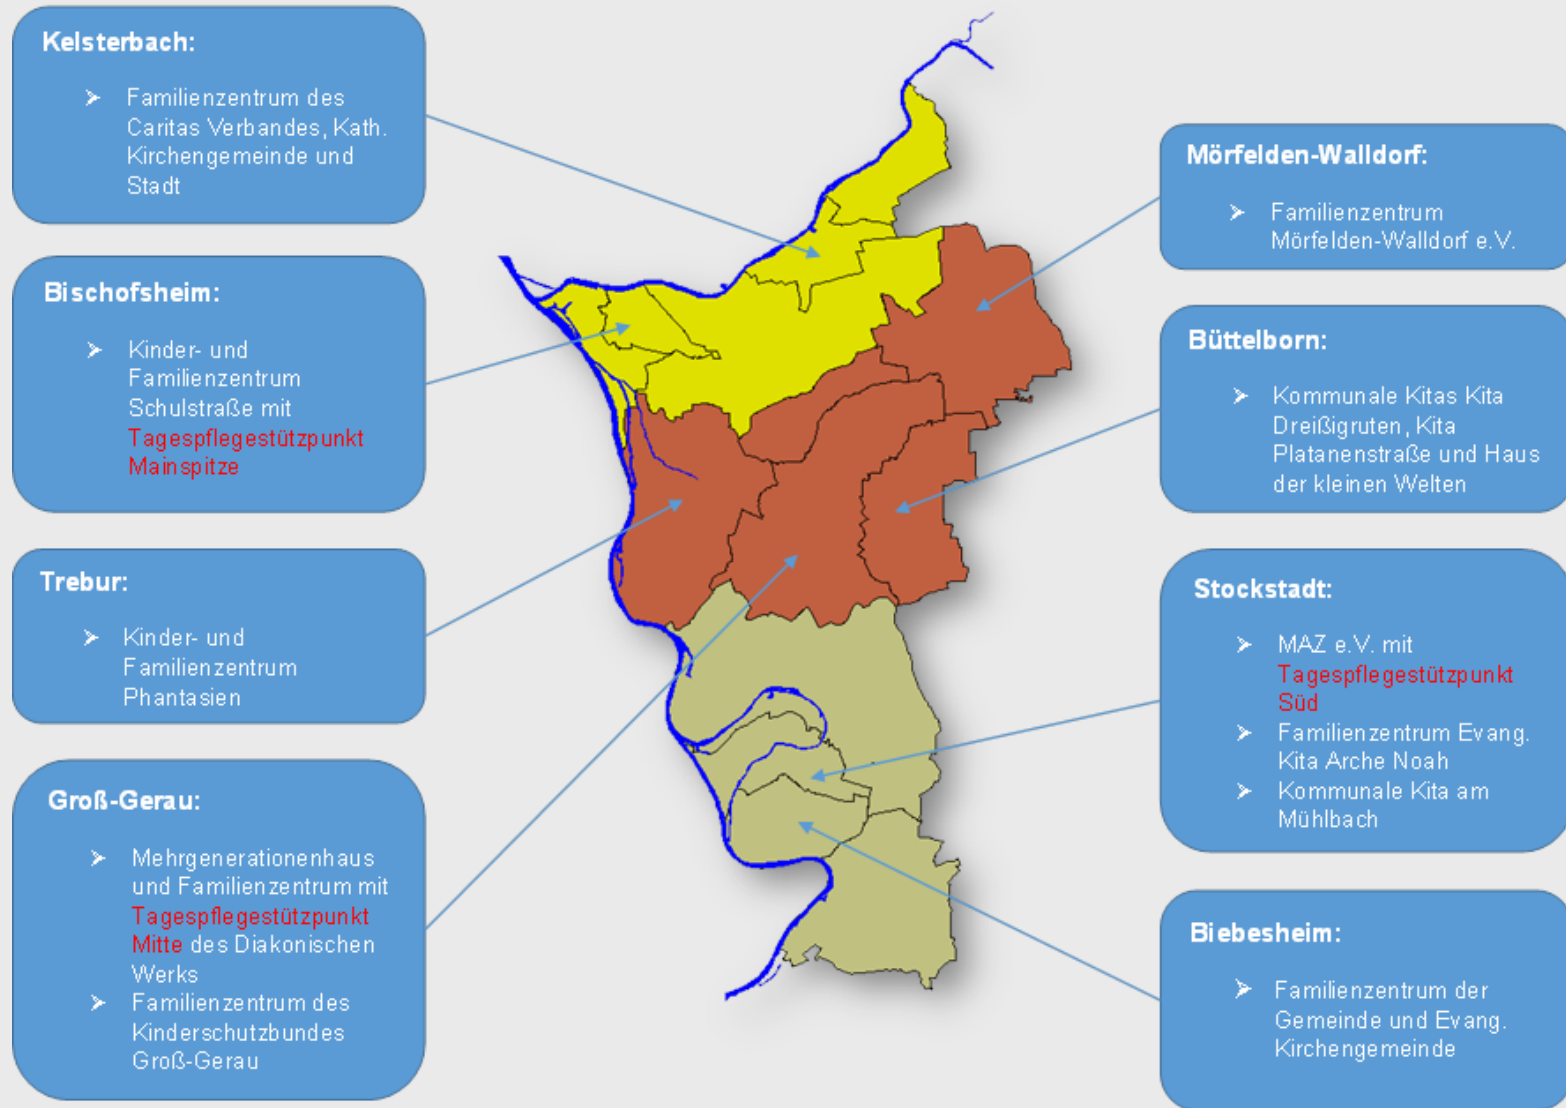 Kelsterbach:
➢ Familienzentrum des
Caritas Verbandes, Kath.
Kirchengemeinde und
Stadt
Bischofsheim:
➢ Kinder- und
Familienzentrum
Schulstraße mit
Tagespflegestützpunkt
Mainspitze
Trebur:
➢ Kinder- und
Familienzentrum
Phantasien
Groß-Gerau:
➢ Mehrgenerationenhaus
und Familienzentrum mit
Tagespflegestützpunkt
Mitte des Diakonischen
Werks
➢ Familienzentrum des
Kinderschutzbundes
Groß-Gerau
Mörfelden-Walldorf:
➢ Familienzentrum
Mörfelden-Walldorf e.V.
Büttelborn:
➢ Kommunale Kitas Kita
Dreißigruten, Kita
Platanenstraße und Haus
der kleinen Welten
Stockstadt:
➢ MAZ e.V. mit
Tagespflegestützpunkt
Süd
➢ Familienzentrum Evang.
Kita Arche Noah
➢ Kommunale Kita am
Mühlbach
Biebesheim:
➢ Familienzentrum der
Gemeinde und Evang.
Kirchengemeinde